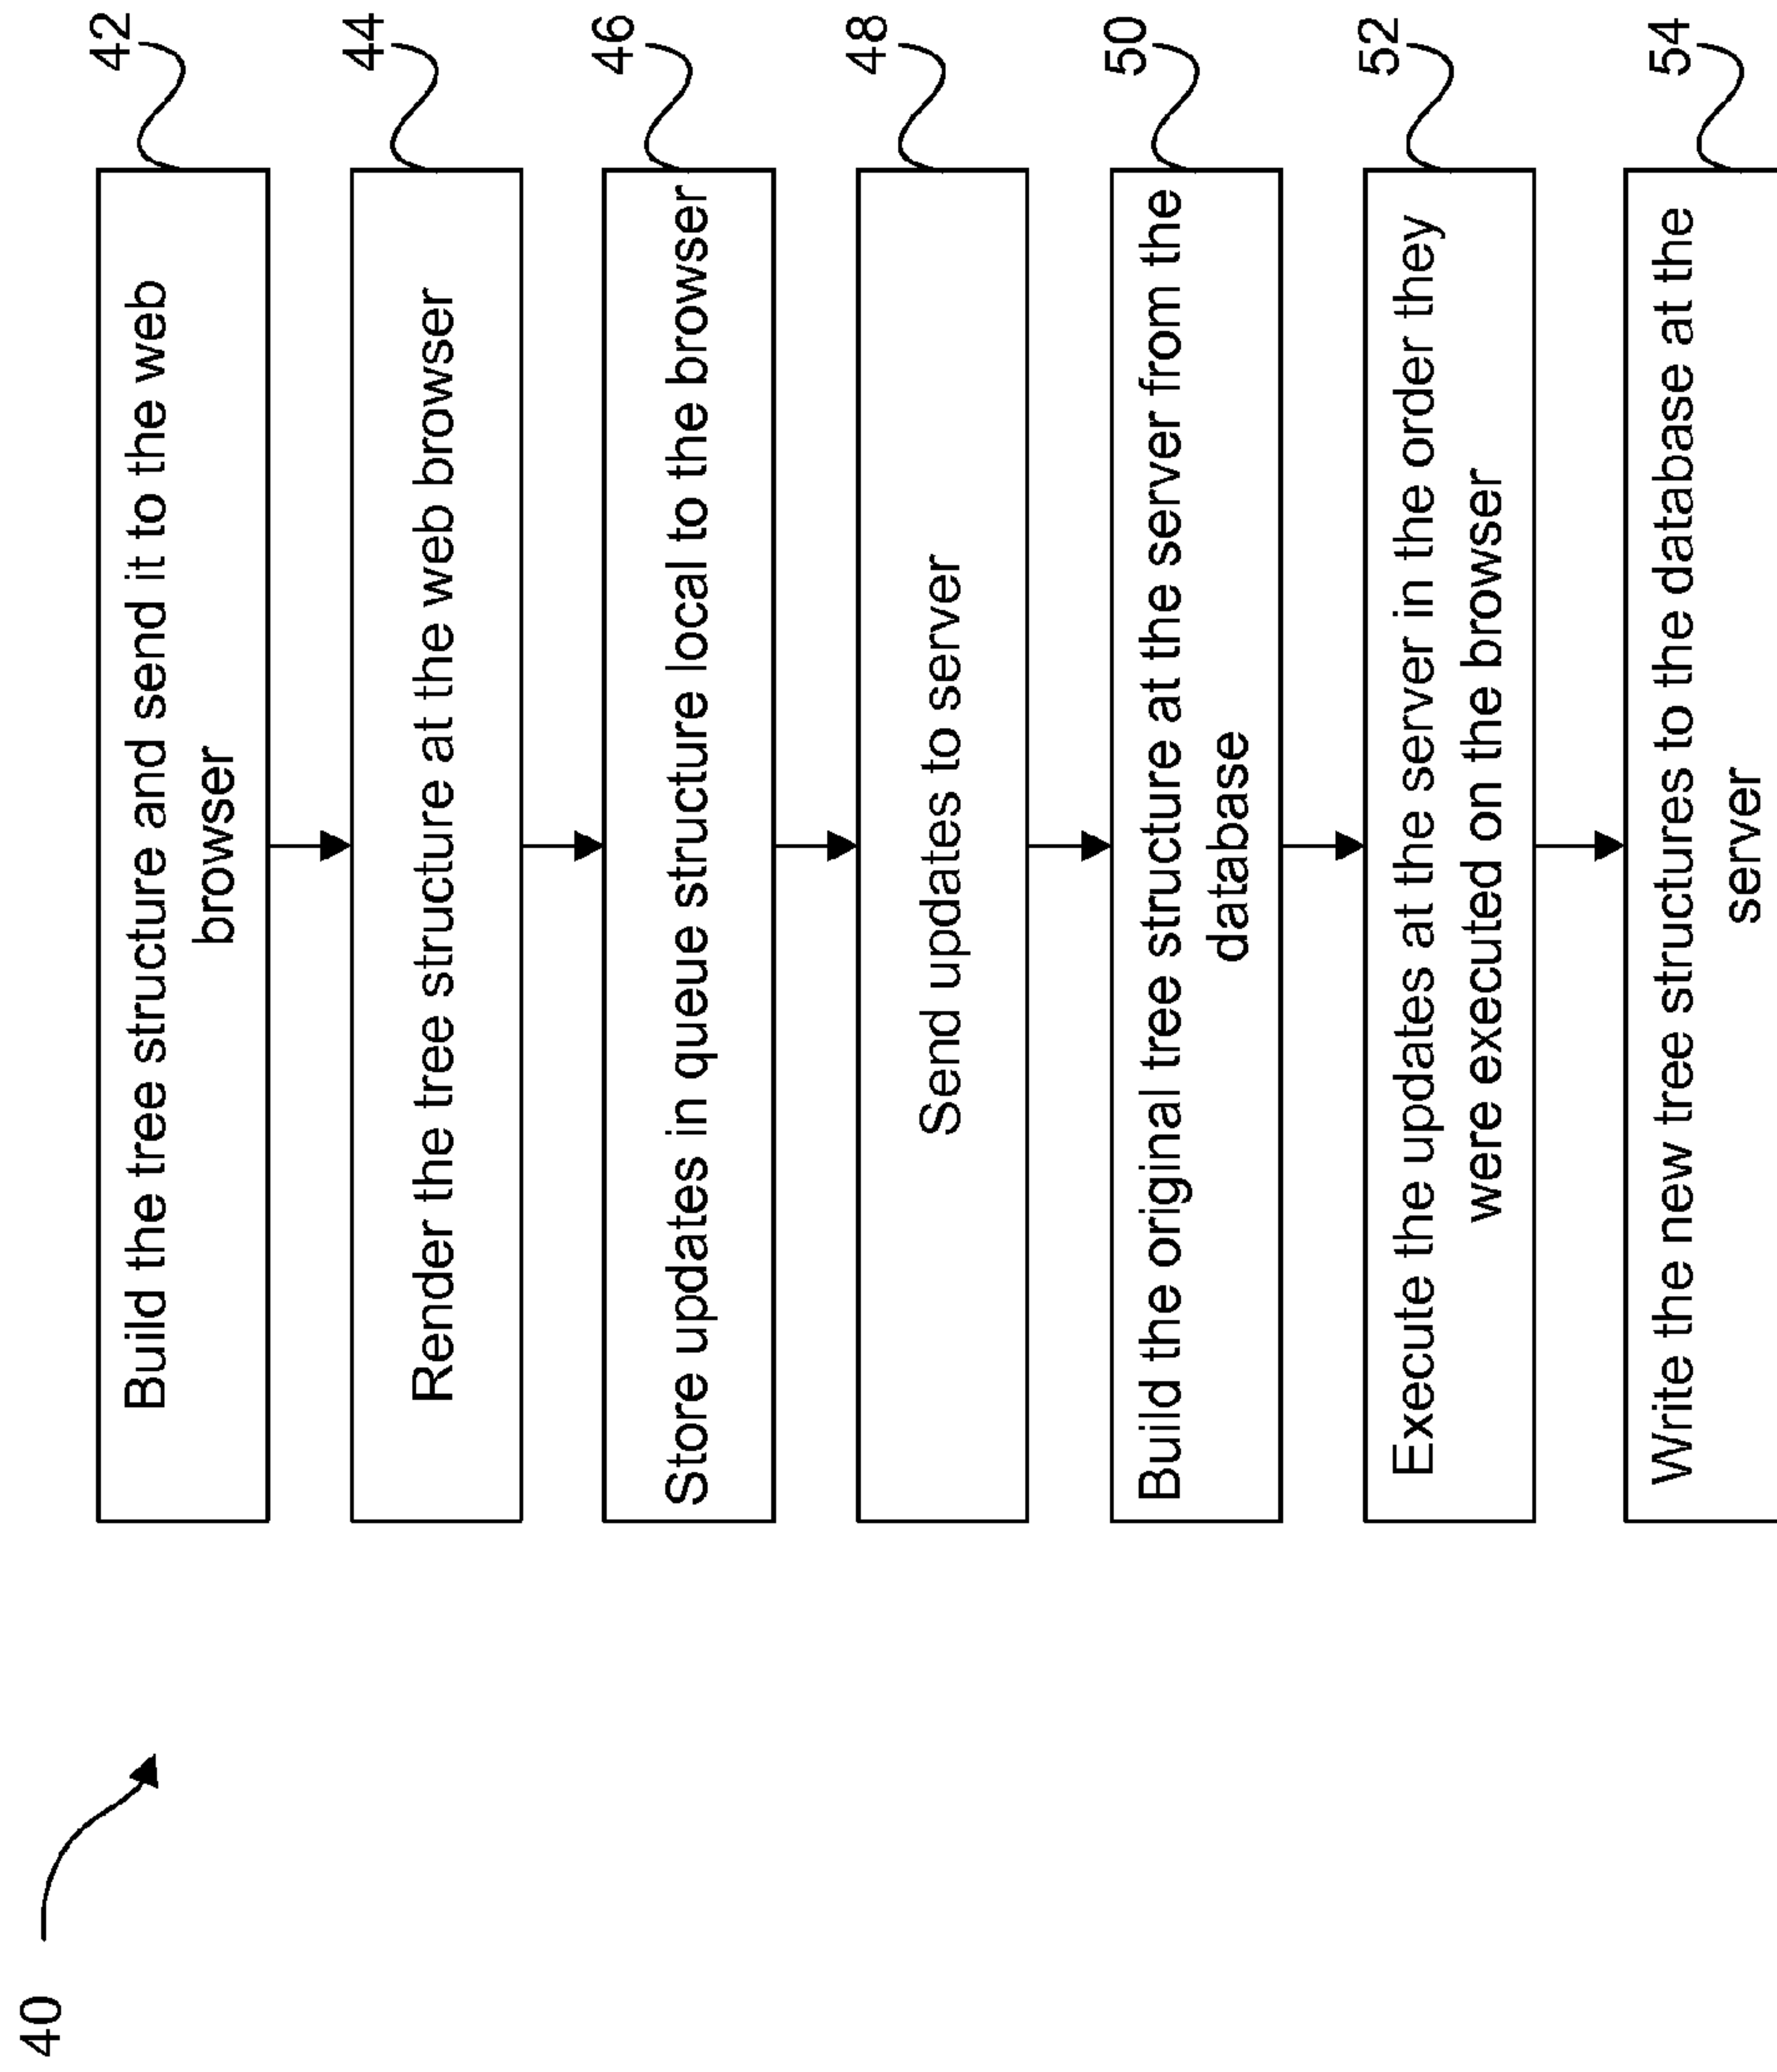 40
42
Build the tree structure and send it to the web
browser
44
Render the tree structure at the web browser
46
Store updates in queue structure local to the browser
48
Send updates to server
50
Build the original tree structure at the server from the
database
52
Execute the updates at the server in the order they
were executed on the browser
54
Write the new tree structures to the database at the
server